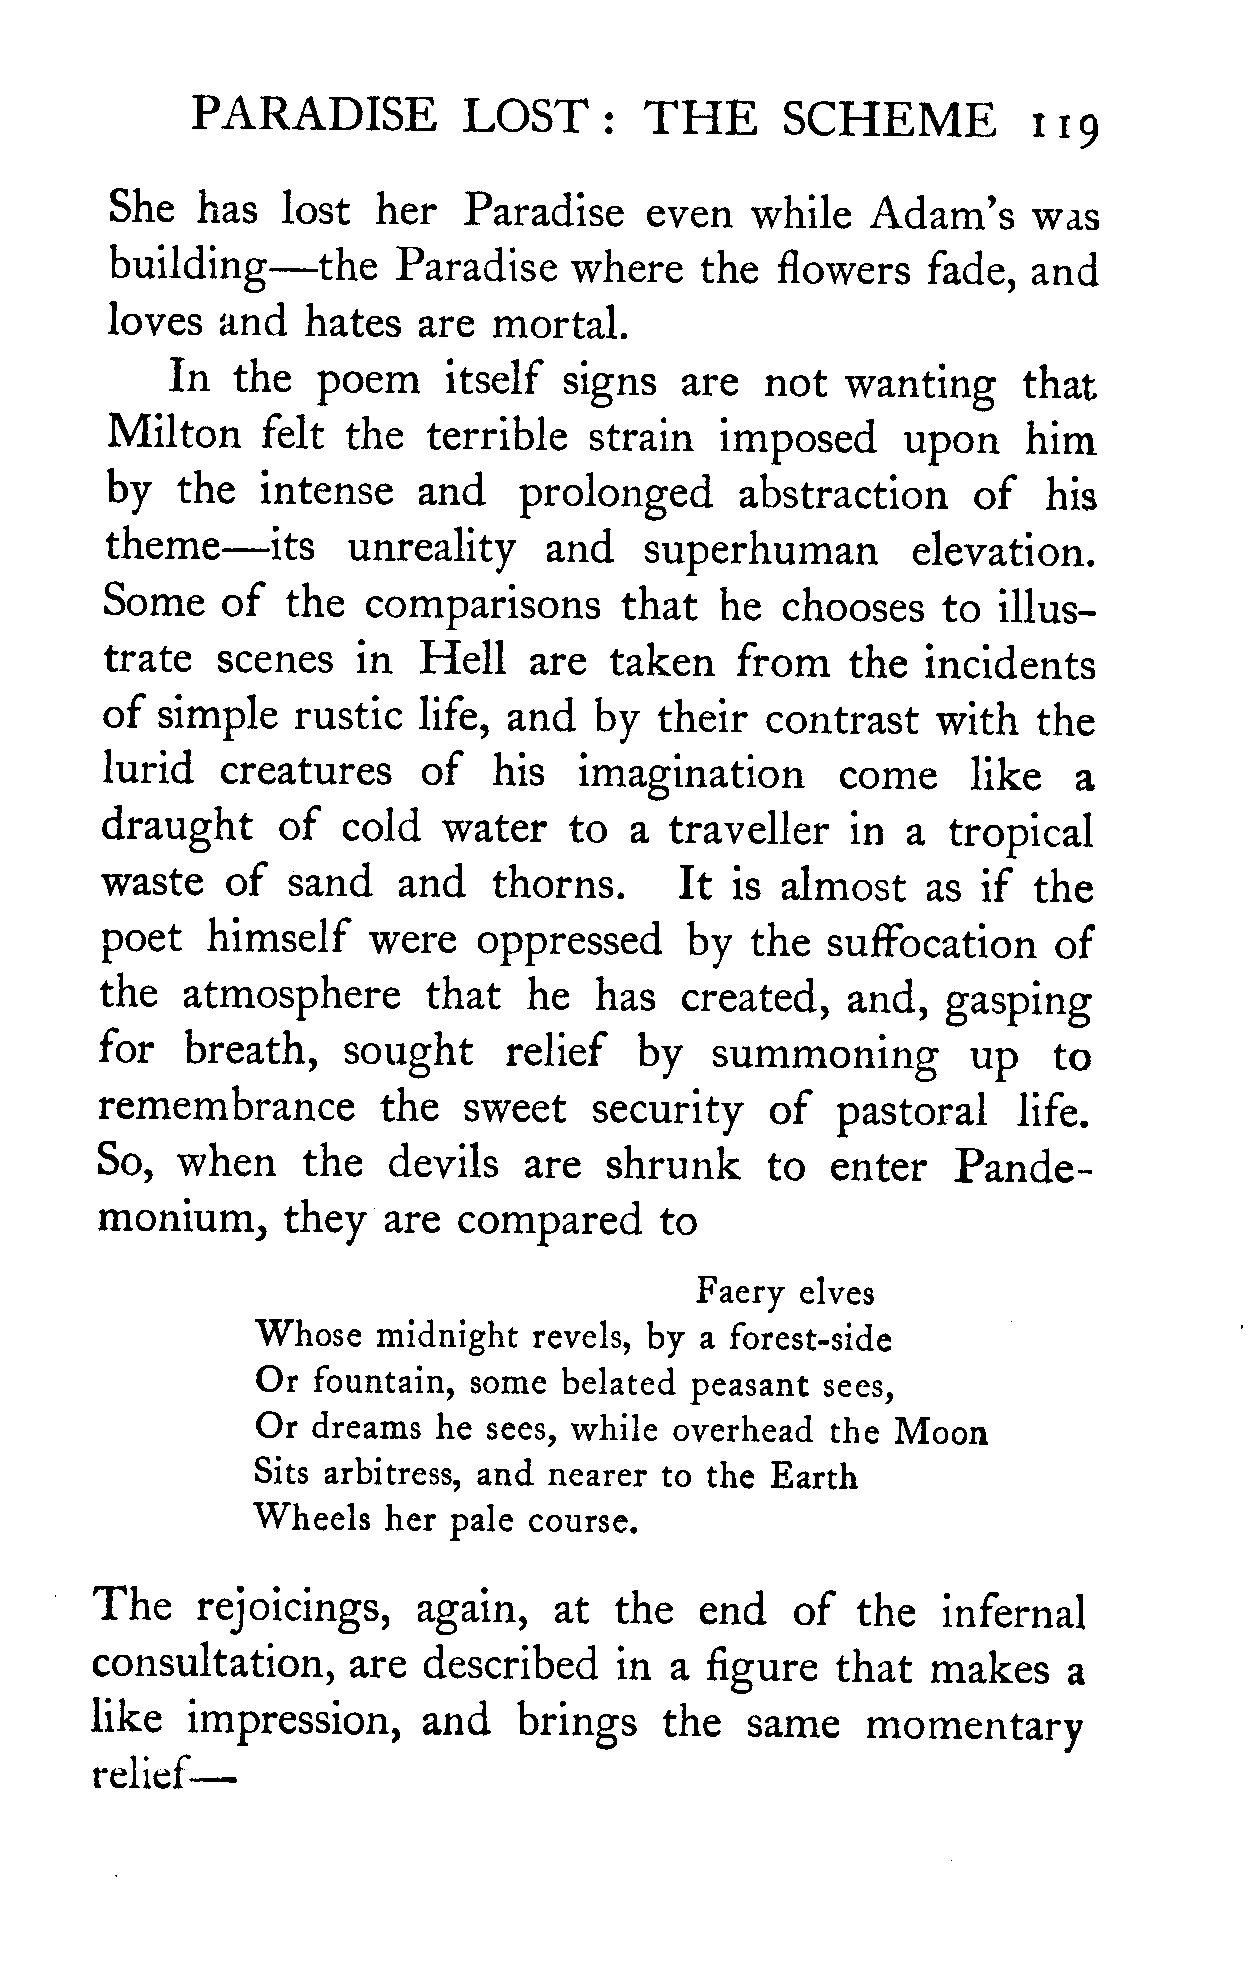 PARADISE LOST : THE SCHEME 119
She has lost her Paradise even while Adam's was
building—the Paradise where the flowers fade, and
loves and hates are mortal.
In the poem itself signs are not wanting that
Milton felt the terrible strain imposed upon him
by the intense and prolonged abstraction of his
theme—its unreality and superhuman elevation.
Some of the comparisons that he chooses to illus-
trate scenes in Hell are taken from the incidents
of simple rustic life, and by their contrast with the
lurid creatures of his imagination come like a
draught of cold water to a traveller in a tropical
waste of sand and thorns. It is almost as if the
poet himself were oppressed by the suffocation of
the atmosphere that he has created, and, gasping
for breath, sought relief by summoning up to
remembrance the sweet security of pastoral life.
So, when the devils are shrunk to enter Pande-
monium, they are compared to
Faery elves
Whose midnight revels, by a forest-side
Or fountain, some belated peasant sees,
Or dreams he sees, while overhead the Moon
Sits arbitress, and nearer to the Earth
Wheels her pale course.
The rejoicings, again, at the end of the infernal
consultation, are described in a figure that makes a
like impression, and brings the same momentary
relief—